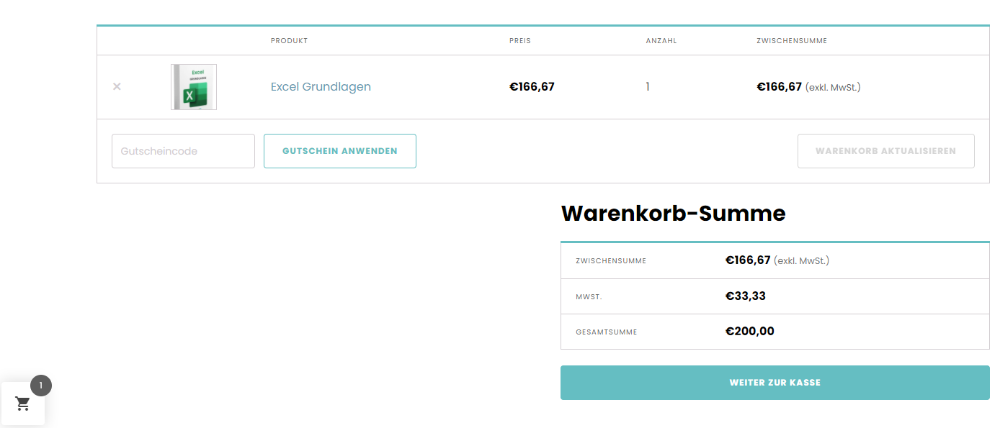 PRODUKT PREIS ANZAHL ZWISCHENSUMME
Excel
GRUNDLAGEN
X
× Excel Grundlagen €166,67 1 €166,67 (exkl. MwSt.)
Gutscheincode GUTSCHEIN ANWENDEN WARENKORB AKTUALISIEREN
Warenkorb-Summe
ZWISCHENSUMME €166,67 (exkl. MwSt.)
MWST. €33,33
GESAMTSUMME €200,00
WEITER ZUR KASSE
1